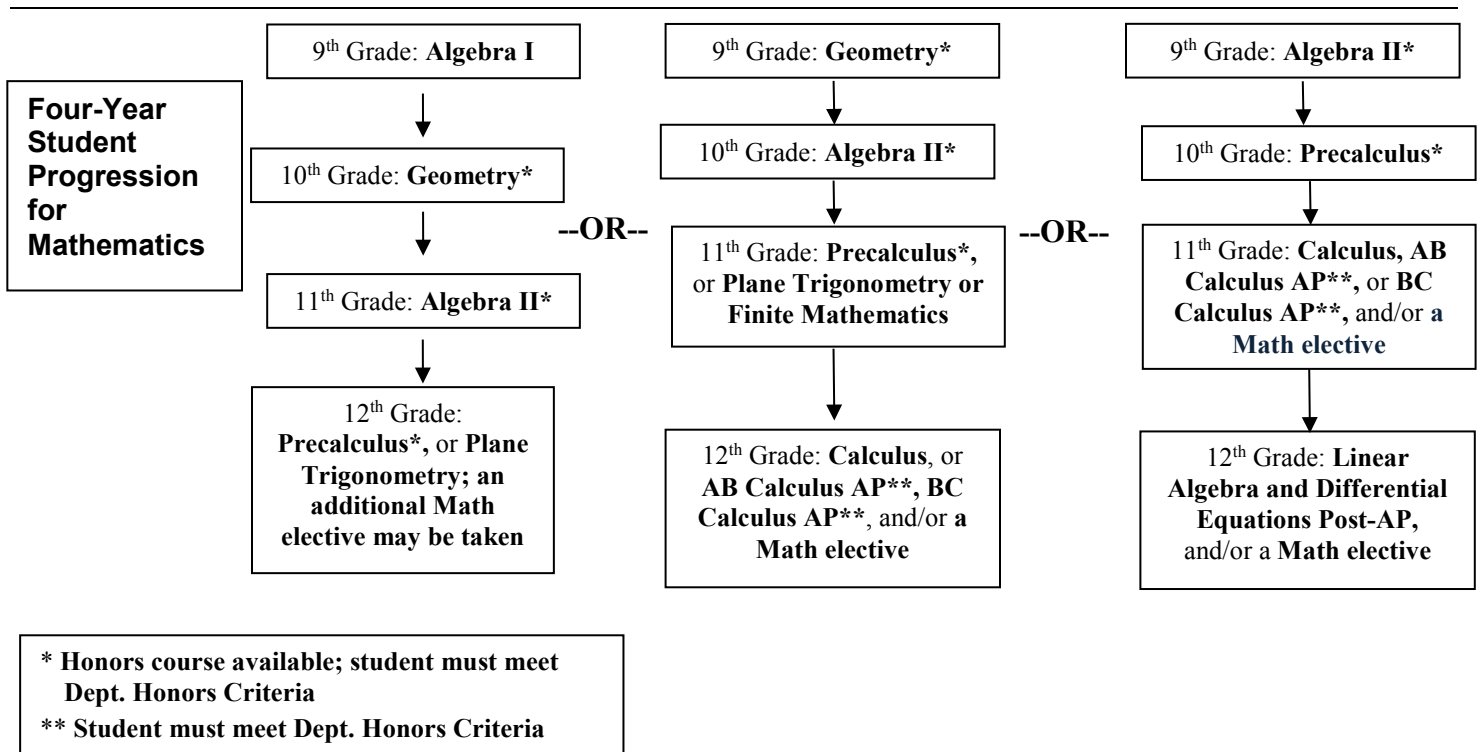 Four-Year
Student
Progression
for
Mathematics
9th Grade: Algebra I
10th Grade: Geometry*
11th Grade: Algebra II*
12th Grade:
Precalculus*, or Plane
Trigonometry; an
additional Math
elective may be taken
--OR--
9th Grade: Geometry*
10th Grade: Algebra II*
11th Grade: Precalculus*,
or Plane Trigonometry or
Finite Mathematics
12th Grade: Calculus, or
AB Calculus AP**, BC
Calculus AP**, and/or a
Math elective
--OR--
9th Grade: Algebra II*
10th Grade: Precalculus*
11th Grade: Calculus, AB
Calculus AP**, or BC
Calculus AP**, and/or a
Math elective
12th Grade: Linear
Algebra and Differential
Equations Post-AP,
and/or a Math elective
* Honors course available; student must meet
Dept. Honors Criteria
** Student must meet Dept. Honors Criteria